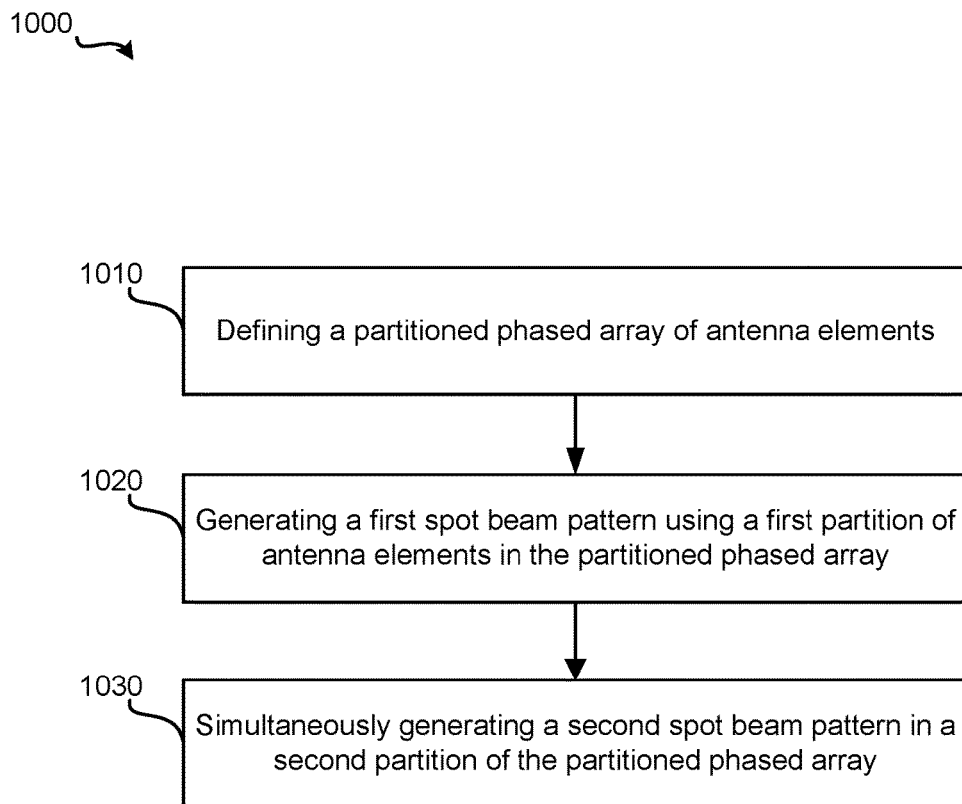 1000
1010
Defining a partitioned phased array of antenna elements
1020
Generating a first spot beam pattern using a first partition of
antenna elements in the partitioned phased array
1030
Simultaneously generating a second spot beam pattern in a
second partition of the partitioned phased array